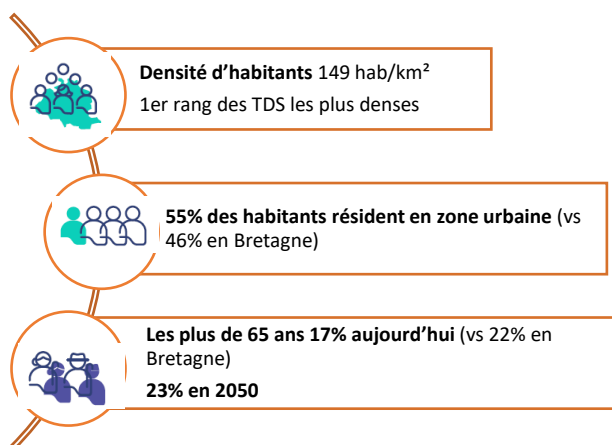 Densité d’habitants 149 hab/km²
1er rang des TDS les plus denses
55% des habitants résident en zone urbaine (vs
46% en Bretagne)
Les plus de 65 ans 17% aujourd’hui (vs 22% en
Bretagne)
23% en 2050